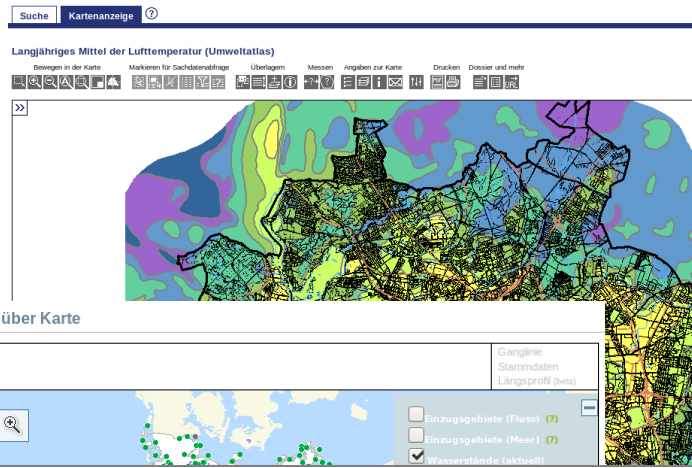 Suche Kartenanzeige ?
Langjähriges Mittel der Lufttemperatur (Umweltatlas)
Bewegen in der Karte Markieren für Sachdatenabfrage Überlagern Messen Angaben zur Karte Drucken Dossier und mehr
URL
über Karte
Ganglinie
Stammdaten
Längsprofil (beta)
Einzugsgebiete (Fluss) (?)
Einzugsgebiete (Meer) (?)
Wasserstände (aktuell)